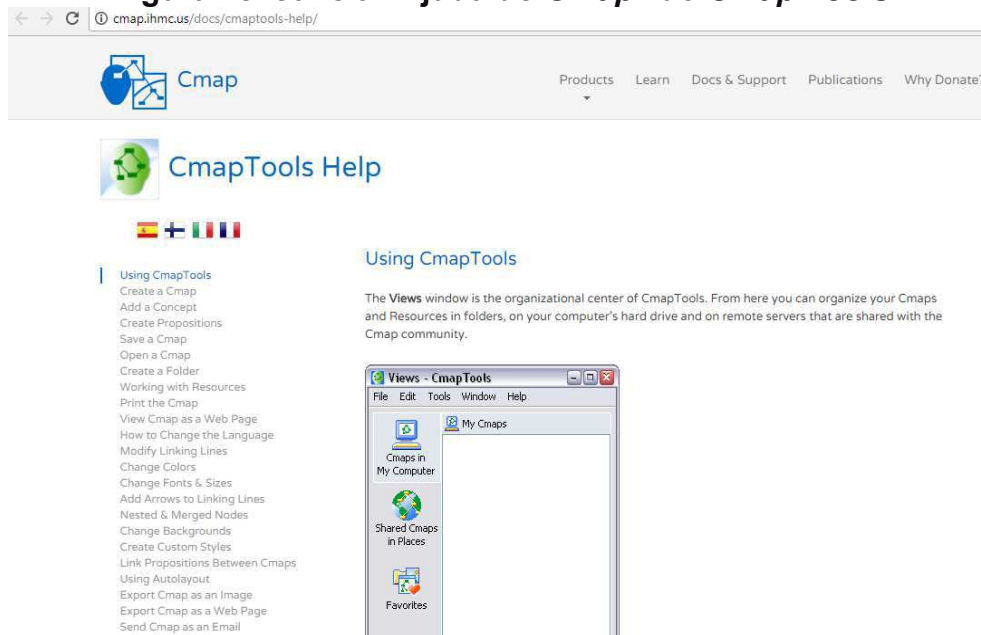 cmap.ihmc.us/docs/cmaptools-help/
Cmap
Products Learn Docs & Support Publications Why Donate?
CmapTools Help
Using CmapTools
Create a Cmap
Add a Concept
Create Propositions
Save a Cmap
Open a Cmap
Create a Folder
Working with Resources
Print the Cmap
View Cmap as a Web Page
How to Change the Language
Modify Linking Lines
Change Colors
Change Fonts & Sizes
Add Arrows to Linking Lines
Nested & Merged Nodes
Change Backgrounds
Create Custom Styles
Link Propositions Between Cmaps
Using Autolayout
Export Cmap as an Image
Export Cmap as a Web Page
Send Cmap as an Email
Using CmapTools
The Views window is the organizational center of CmapTools. From here you can organize your Cmaps
and Resources in folders, on your computer's hard drive and on remote servers that are shared with the
Cmap community.
Views - CmapTools
File Edit Tools Window Help
My Cmaps
Cmaps in
My Computer
Shared Cmaps
in Places
Favorites